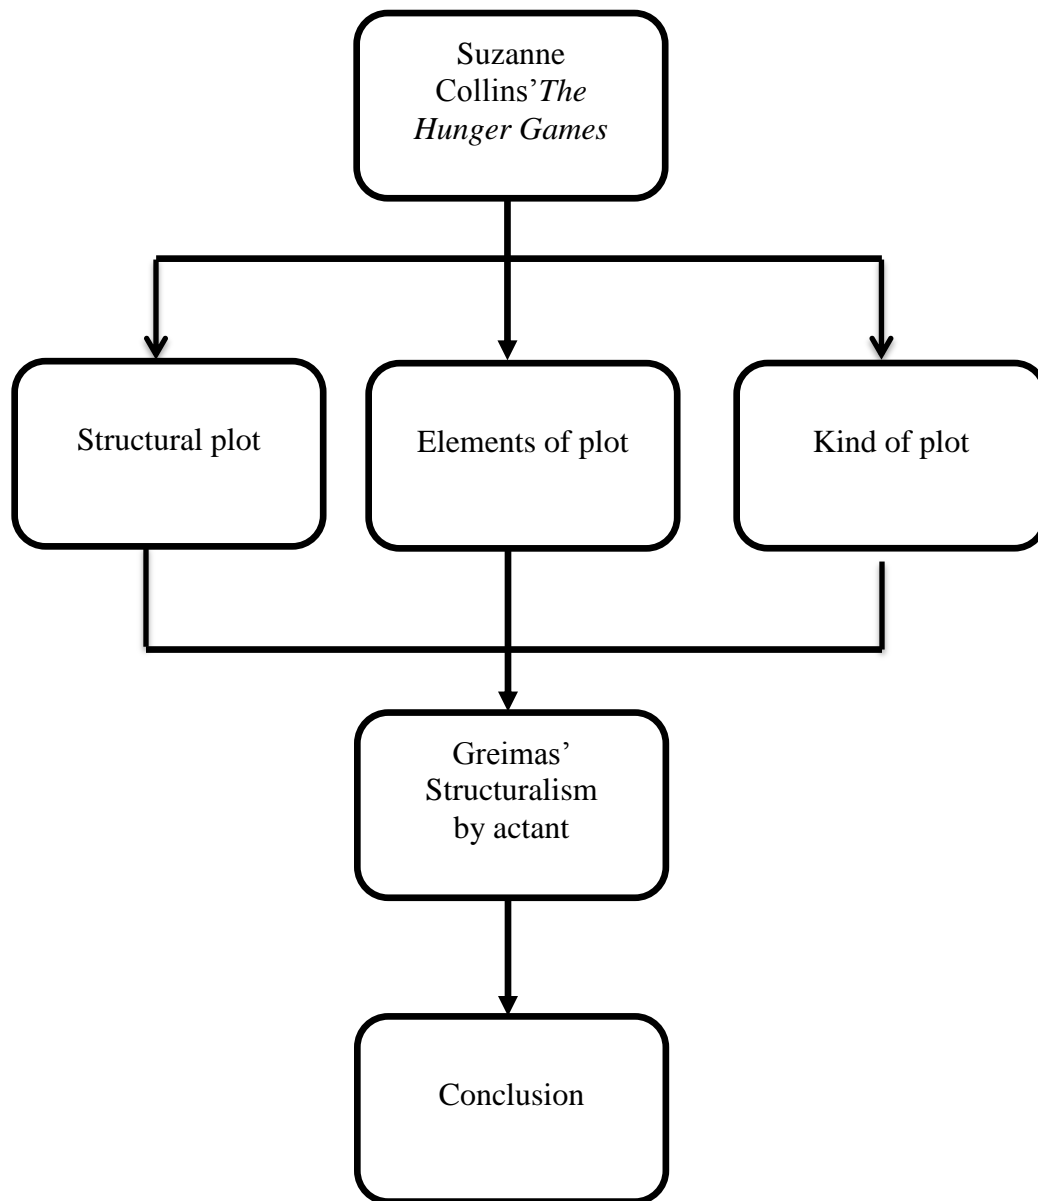 Suzanne
Collins’The
Hunger Games
Structural plot
Elements of plot
Kind of plot
Greimas’
Structuralism
by actant
Conclusion